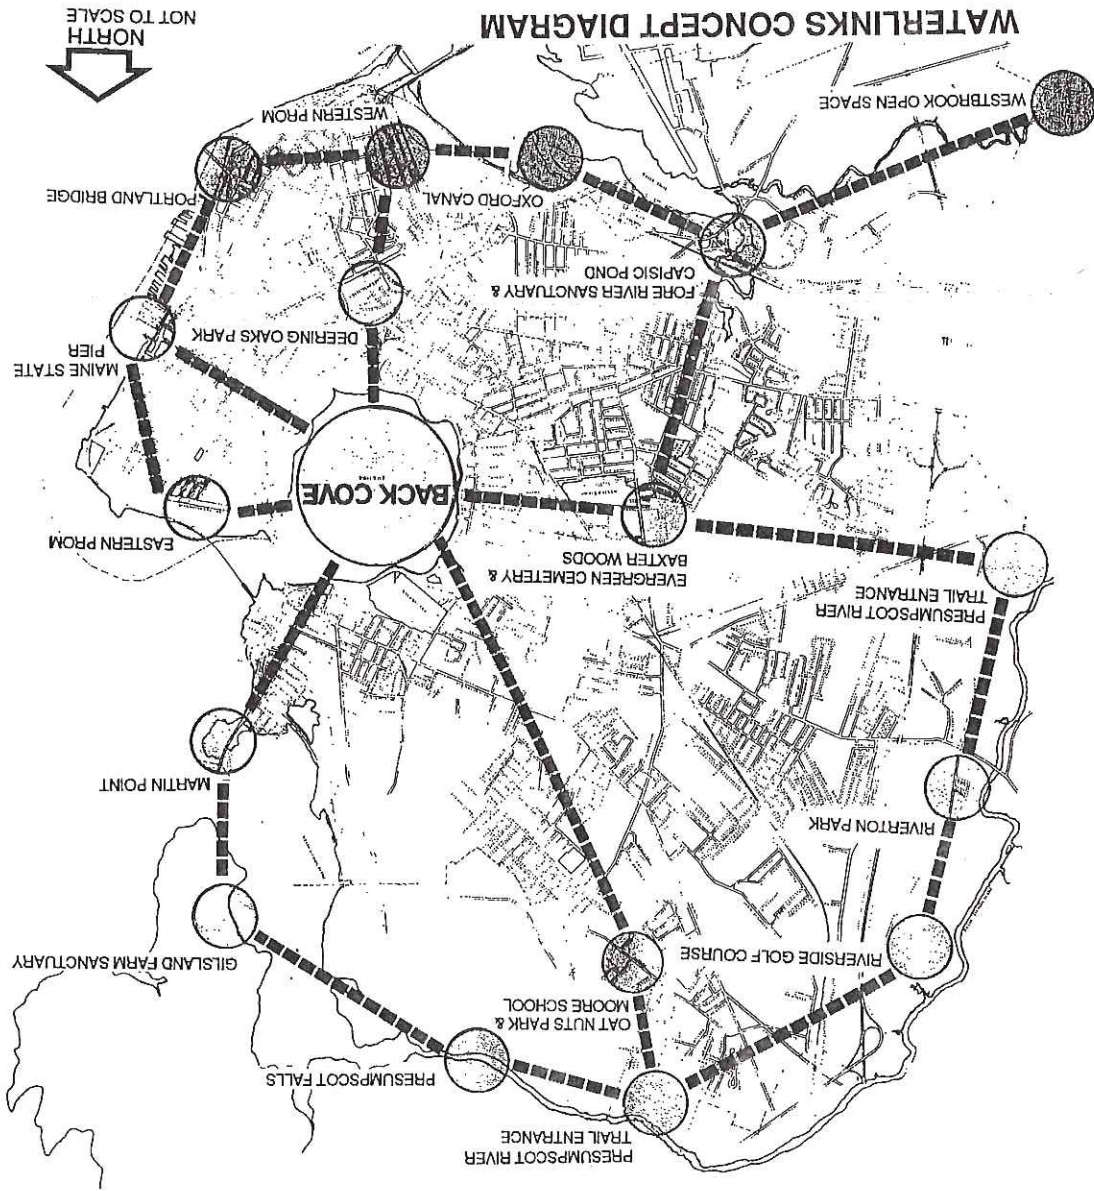 PRESUMPSCOT RIVER
TRAIL ENTRANCE
PRESUMPSCOT FALLS
OAT NUTS PARK &
MOORE SCHOOL
RIVERSIDE GOLF COURSE
GILSLAND FARM SANCTUARY
RIVERTON PARK
MARTIN POINT
PRESUMPSCOT RIVER
TRAIL ENTRANCE
EVERGREEN CEMETERY &
BAXTER WOODS
EASTERN PROM
BACK COVE
MAINE STATE
PIER
DEERING OAKS PARK
FORE RIVER SANCTUARY &
CAPISIC POND
OXFORD CANAL
PORTLAND BRIDGE
WESTERN PROM
WESTBROOK OPEN SPACE
WATERLINKS CONCEPT DIAGRAM
NORTH
NOT TO SCALE